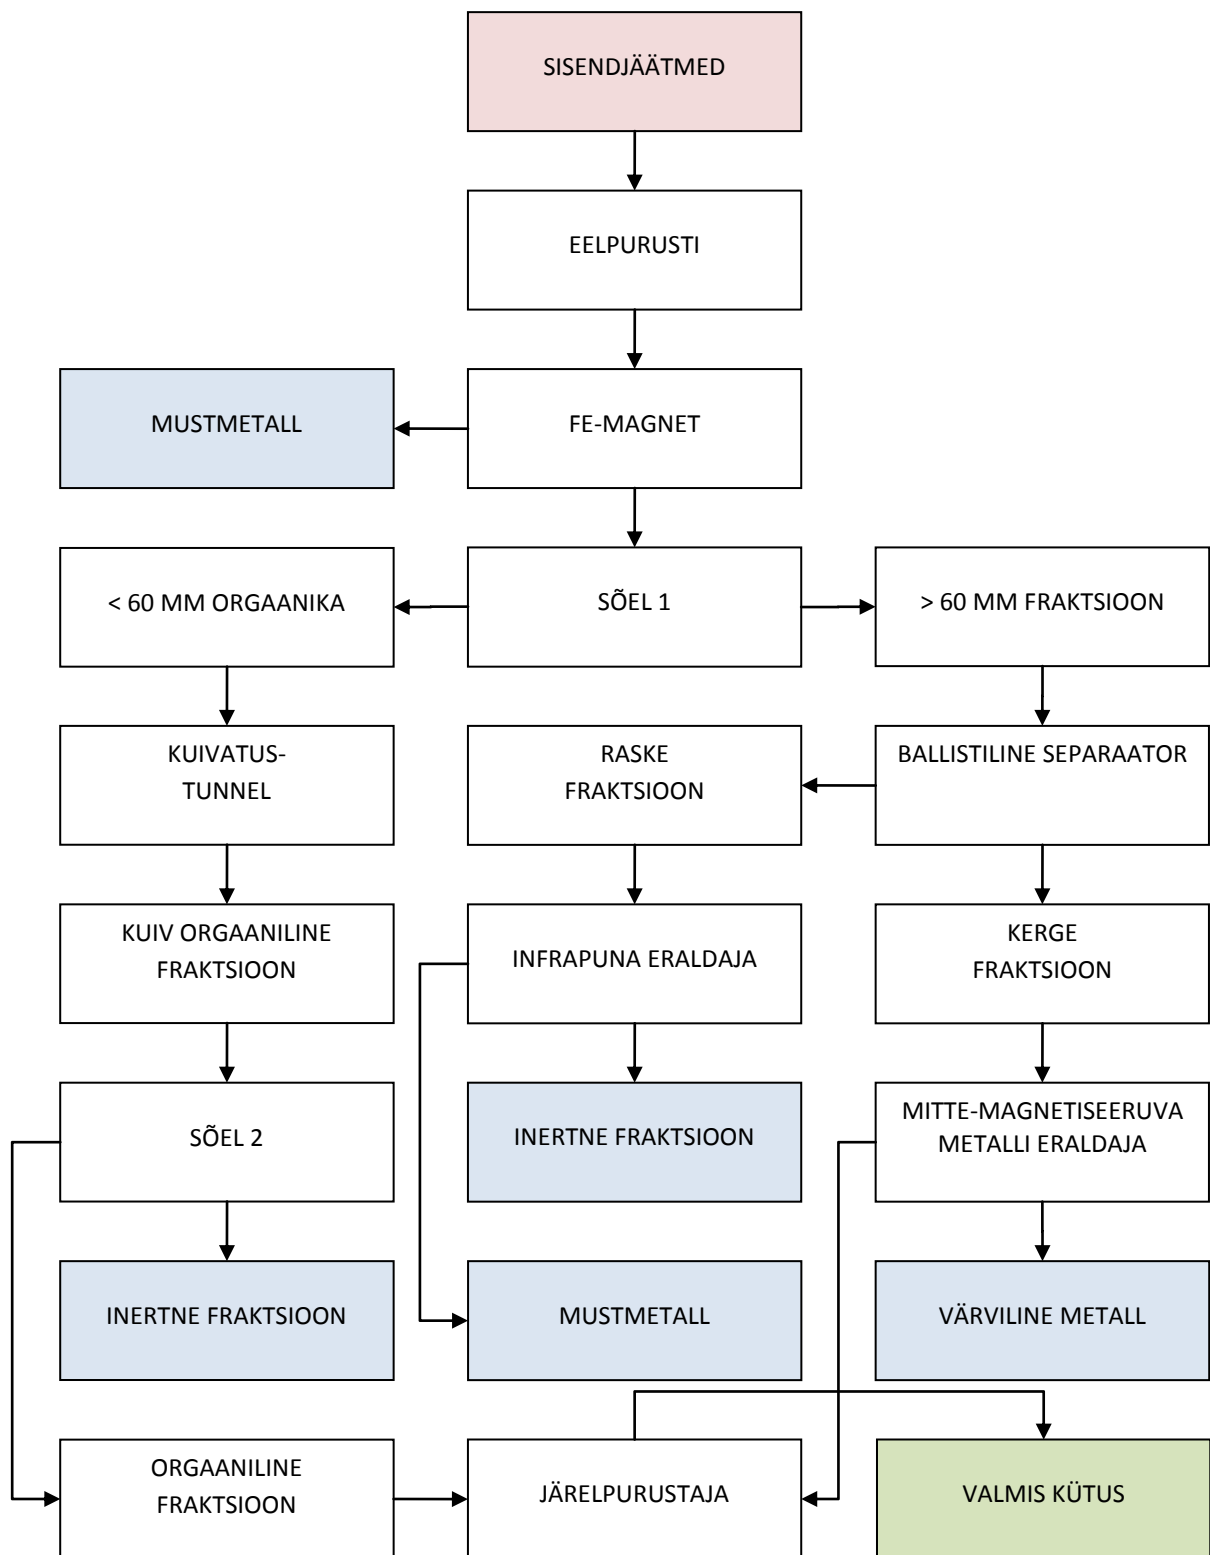 SISENDJÄÄTMED
EELPURUSTI
MUSTMETALL
FE-MAGNET
< 60 MM ORGAANIKA
SÕEL 1
> 60 MM FRAKTSIOON
KUIVATUS-
TUNNEL
RASKE
FRAKTSIOON
BALLISTILINE SEPARAATOR
KUIV ORGAANILINE
FRAKTSIOON
INFRAPUNA ERALDAJA
KERGE
FRAKTSIOON
SÕEL 2
INERTNE FRAKTSIOON
MITTE-MAGNETISEERUVA
METALLI ERALDAJA
INERTNE FRAKTSIOON
MUSTMETALL
VÄRVILINE METALL
ORGAANILINE
FRAKTSIOON
JÄRELPURUSTAJA
VALMIS KÜTUS